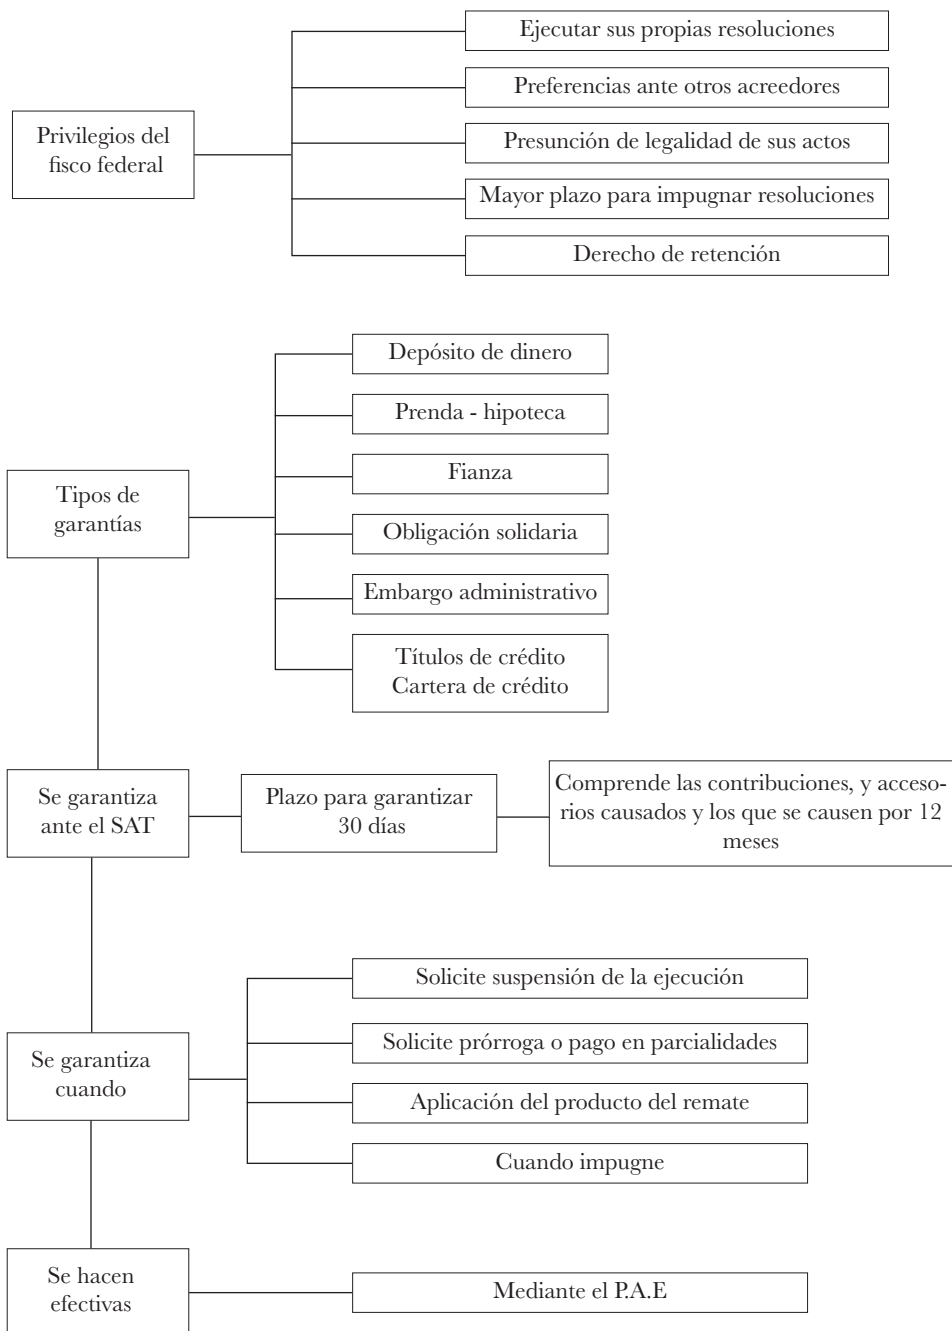 Privilegios del
fisco federal
Ejecutar sus propias resoluciones
Preferencias ante otros acreedores
Presunción de legalidad de sus actos
Mayor plazo para impugnar resoluciones
Derecho de retención
Tipos de
garantías
Depósito de dinero
Prenda - hipoteca
Fianza
Obligación solidaria
Embargo administrativo
Títulos de crédito
Cartera de crédito
Se garantiza
ante el SAT
Plazo para garantizar
30 días
Comprende las contribuciones, y acceso-
rios causados y los que se causen por 12
meses
Se garantiza
cuando
Solicite suspensión de la ejecución
Solicite prórroga o pago en parcialidades
Aplicación del producto del remate
Cuando impugne
Se hacen
efectivas
Mediante el P.A.E